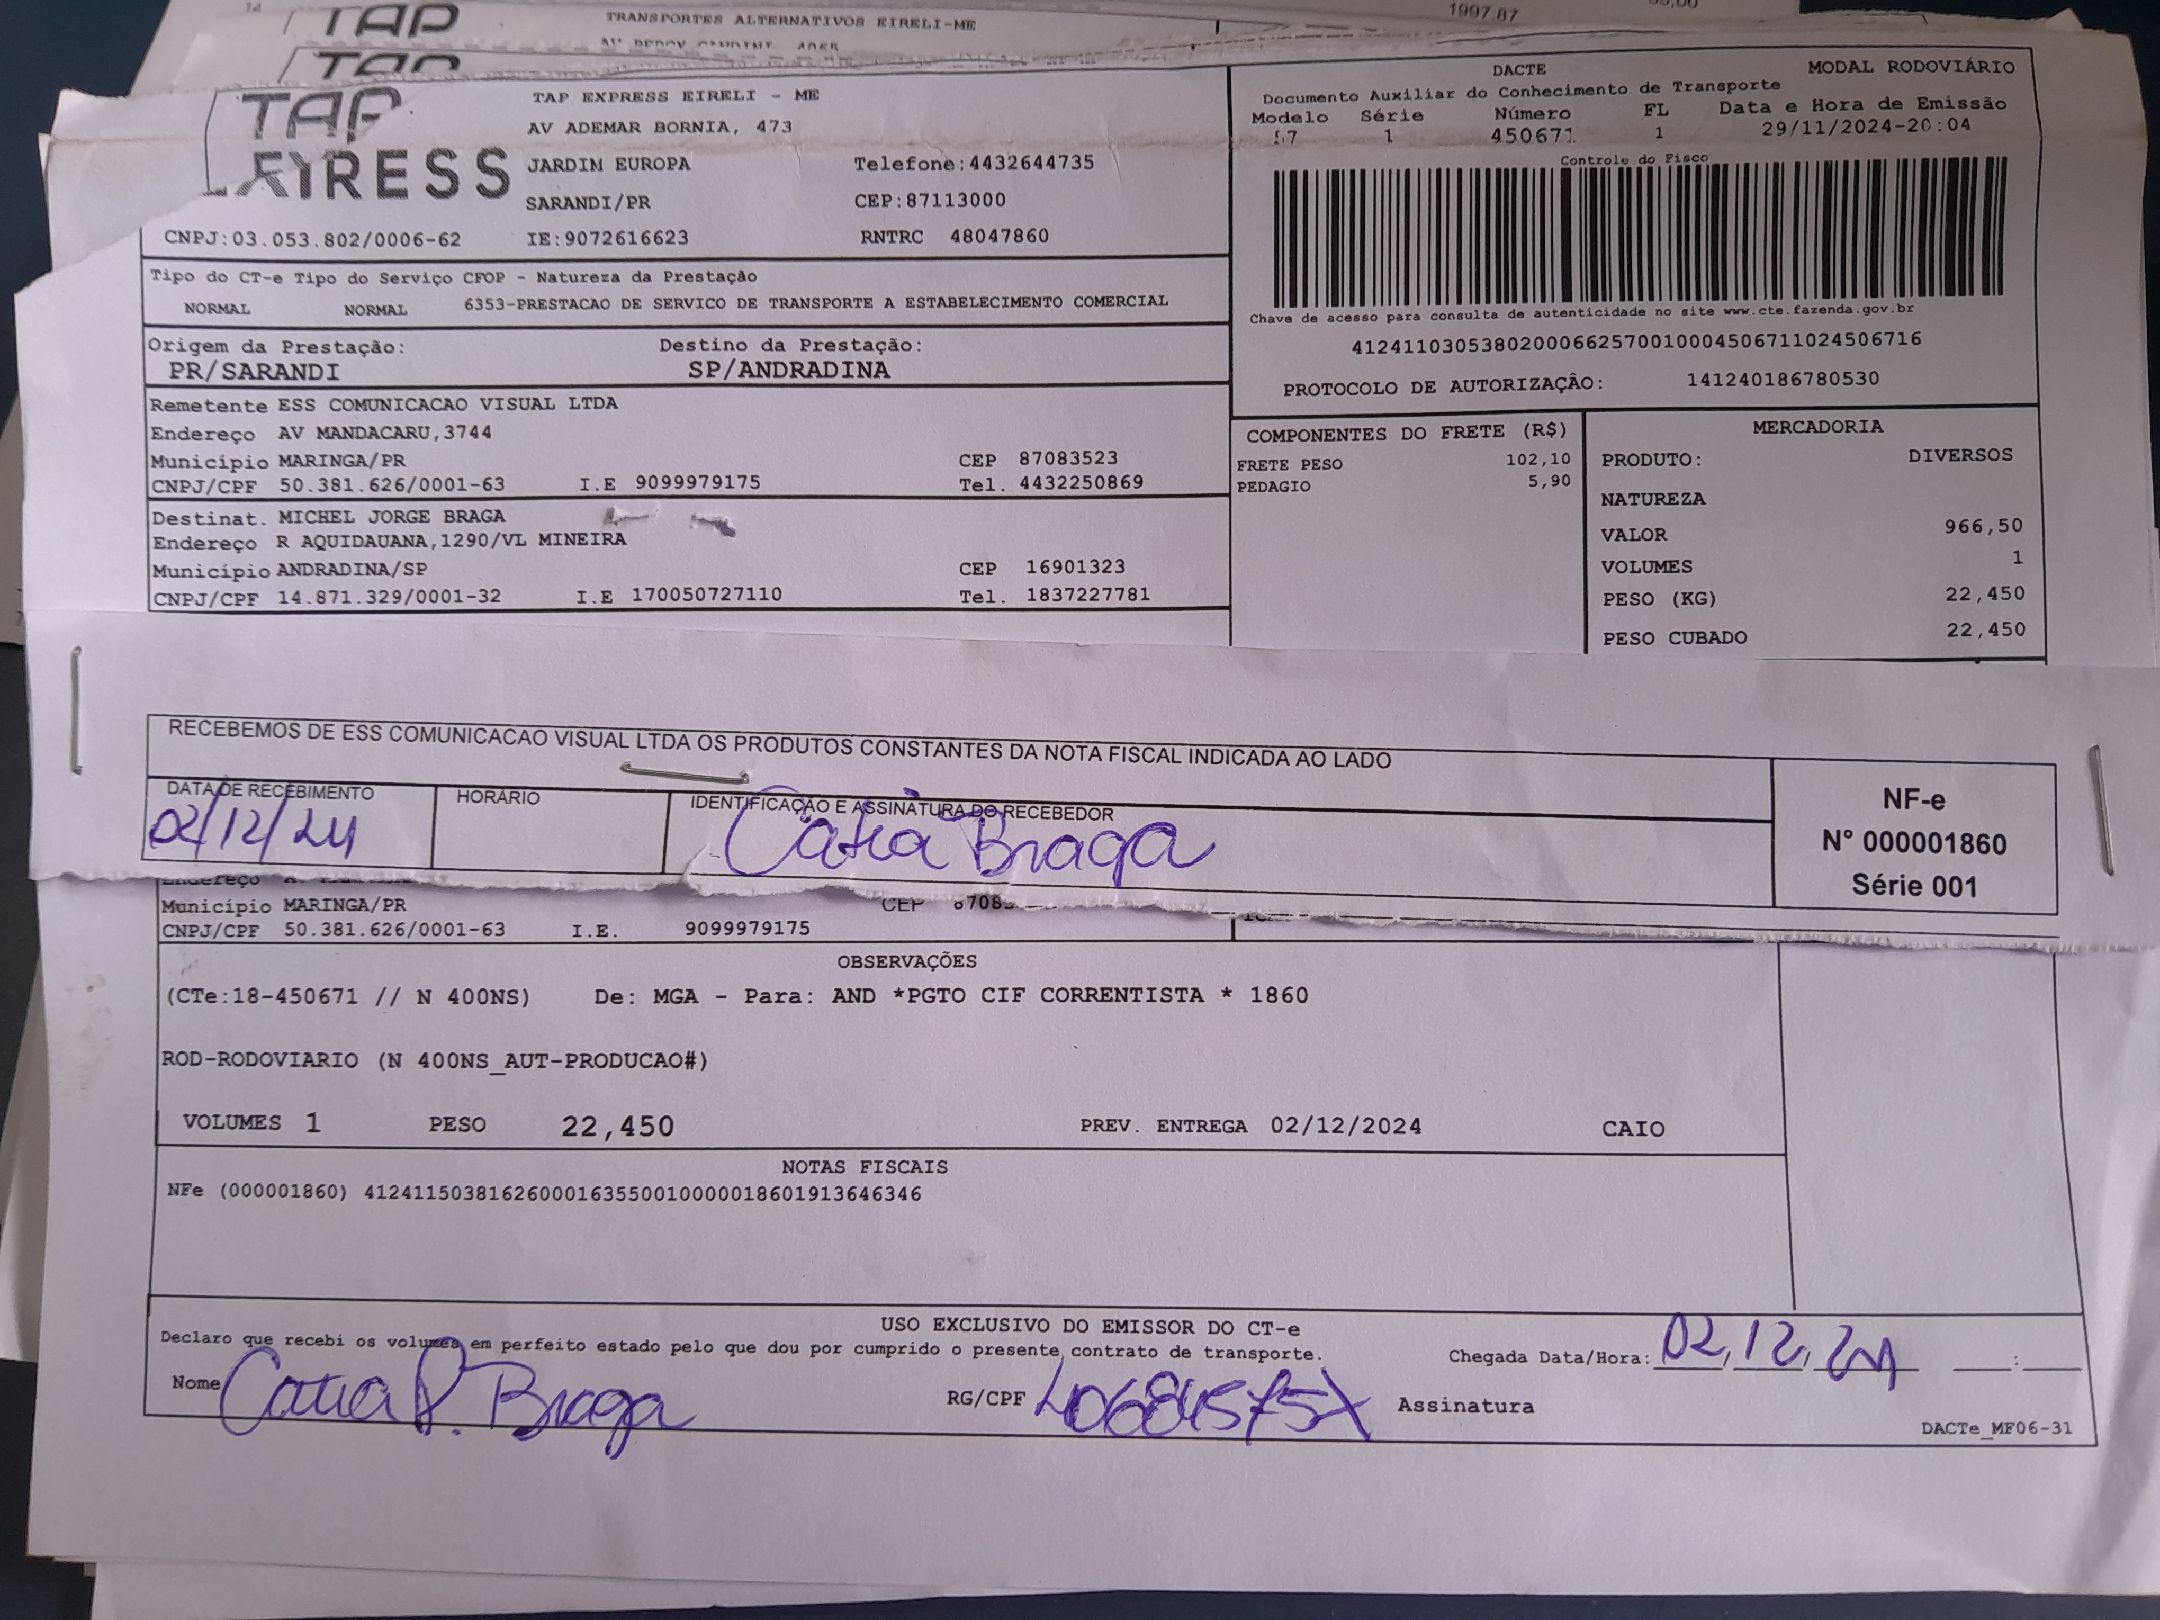 TAP
TRANSPORTES ALTERNATIVOS EIRELI-ME
1997,87
TAP
TAP
EXPRESS
TAP EXPRESS EIRELI - ME
AV ADEMAR BORNIA, 473
JARDIM EUROPA Telefone:4432644735
SARANDI/PR CEP:87113000
CNPJ:03.053.802/0006-62 IE:9072616623 RNTRC 48047860
DACTE MODAL RODOVIÁRIO
Documento Auxiliar do Conhecimento de Transporte
Modelo Série Número FL Data e Hora de Emissão
57 1 450671 1 29/11/2024-20:04
Controle do Fisco
Chave de acesso para consulta de autenticidade no site www.cte.fazenda.gov.br
41241103053802000662570010004506711024506716
PROTOCOLO DE AUTORIZAÇÃO: 141240186780530
Tipo do CT-e Tipo do Serviço CFOP - Natureza da Prestação
NORMAL NORMAL 6353-PRESTACAO DE SERVICO DE TRANSPORTE A ESTABELECIMENTO COMERCIAL
Origem da Prestação: Destino da Prestação:
PR/SARANDI SP/ANDRADINA
Remetente ESS COMUNICACAO VISUAL LTDA
Endereço AV MANDACARU,3744
Município MARINGA/PR CEP 87083523
CNPJ/CPF 50.381.626/0001-63 I.E 9099979175 Tel. 4432250869
Destinat. MICHEL JORGE BRAGA
Endereço R AQUIDAUANA,1290/VL MINEIRA
Município ANDRADINA/SP CEP 16901323
CNPJ/CPF 14.871.329/0001-32 I.E 170050727110 Tel. 1837227781
COMPONENTES DO FRETE (R$)
FRETE PESO 102,10
PEDAGIO 5,90
MERCADORIA
PRODUTO: DIVERSOS
NATUREZA
VALOR 966,50
VOLUMES 1
PESO (KG) 22,450
PESO CUBADO 22,450
RECEBEMOS DE ESS COMUNICACAO VISUAL LTDA OS PRODUTOS CONSTANTES DA NOTA FISCAL INDICADA AO LADO
DATA DE RECEBIMENTO HORÁRIO IDENTIFICAÇÃO E ASSINATURA DO RECEBEDOR
02/12/24 Catia Braga
NF-e
N° 000001860
Série 001
Endereço
Município MARINGA/PR CEP
CNPJ/CPF 50.381.626/0001-63 I.E. 9099979175
OBSERVAÇÕES
(CTe:18-450671 // N 400NS) De: MGA - Para: AND *PGTO CIF CORRENTISTA * 1860
ROD-RODOVIARIO (N 400NS_AUT-PRODUCAO#)
VOLUMES 1 PESO 22,450 PREV. ENTREGA 02/12/2024 CAIO
NOTAS FISCAIS
NFe (000001860) 41241150381626000163550010000018601913646346
USO EXCLUSIVO DO EMISSOR DO CT-e
Declaro que recebi os volumes em perfeito estado pelo que dou por cumprido o presente contrato de transporte.
Chegada Data/Hora: 02/12/24 :
Nome Catia P. Braga RG/CPF 40684575X Assinatura
DACTe_MF06-31